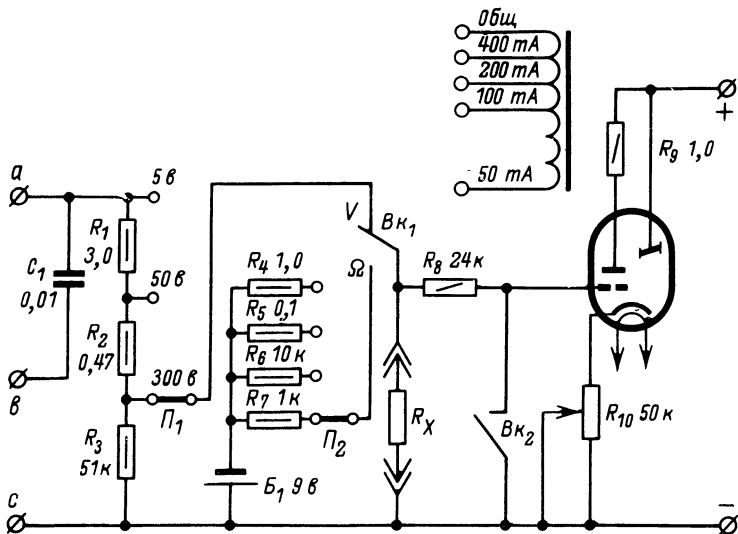 Общ
400 mA
200 mA
100 mA
50 mA
+
R9 1,0
а
5 в
R1
3,0
C1
0,01
50 в
R2
0,47
в
300 в
П1
R3
51к
с
V
Вк1
Ω
R4 1,0
R5 0,1
R6 10 к
R7 1к
П2
Б1 9 в
R8 24к
RX
Вк2
R10 50 к
−